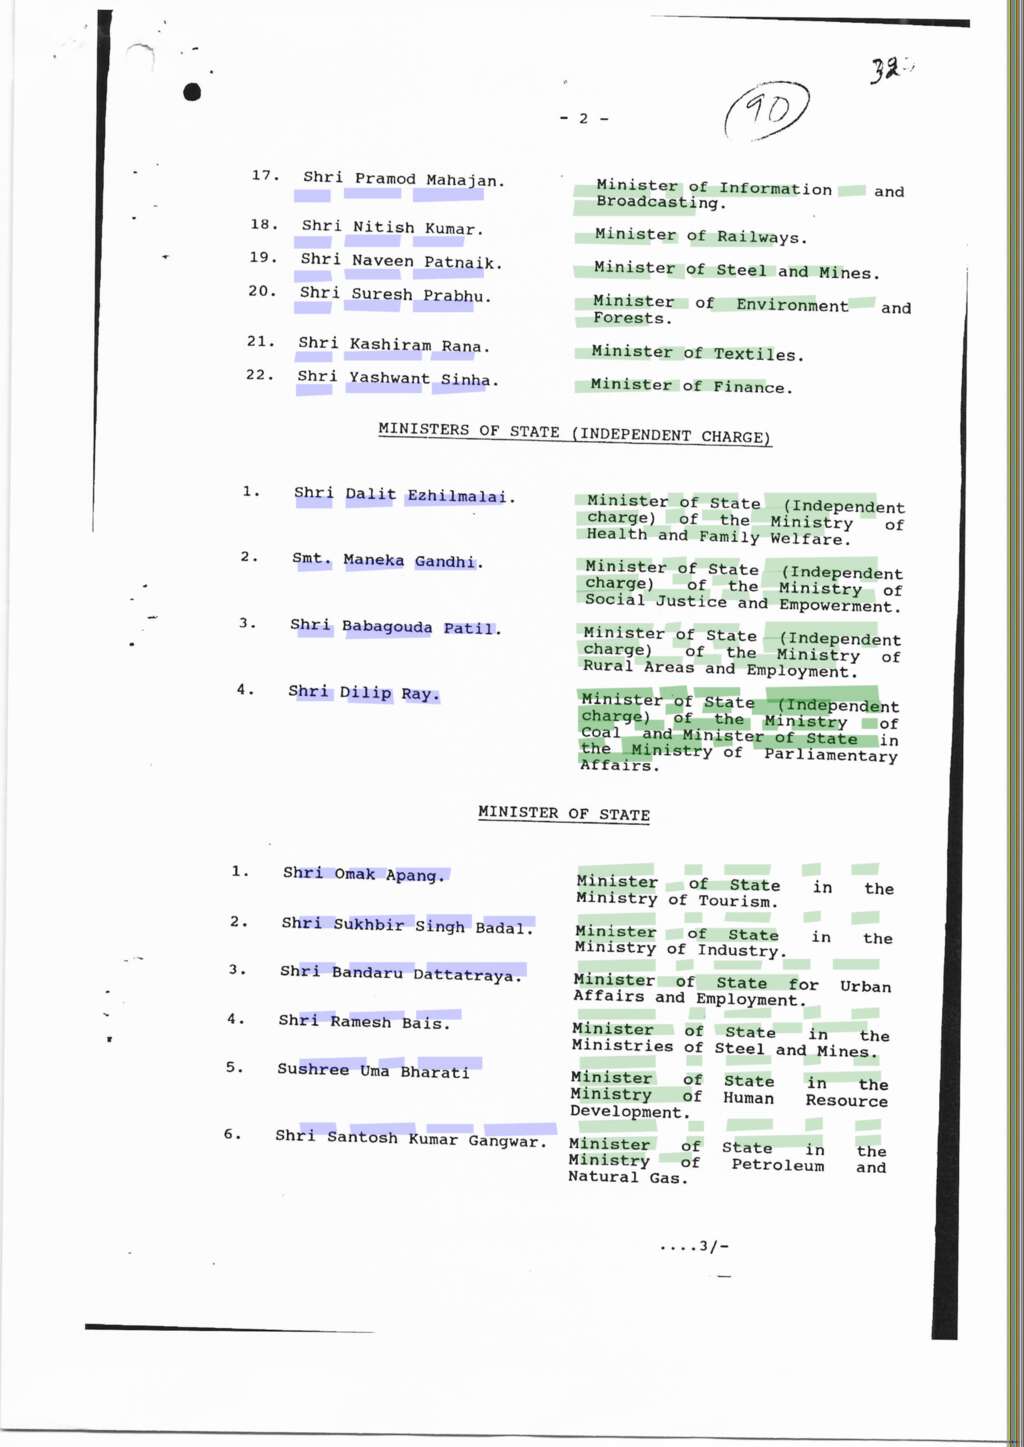 32
- 2 -
90
17. Shri Pramod Mahajan. Minister of Information and
Broadcasting.
18. Shri Nitish Kumar. Minister of Railways.
19. Shri Naveen Patnaik. Minister of Steel and Mines.
20. Shri Suresh Prabhu. Minister of Environment and
Forests.
21. Shri Kashiram Rana. Minister of Textiles.
22. Shri Yashwant Sinha. Minister of Finance.
MINISTERS OF STATE (INDEPENDENT CHARGE)
1. Shri Dalit Ezhilmalai. Minister of State (Independent
charge) of the Ministry of
Health and Family Welfare.
2. Smt. Maneka Gandhi. Minister of State (Independent
charge) of the Ministry of
Social Justice and Empowerment.
3. Shri Babagouda Patil. Minister of State (Independent
charge) of the Ministry of
Rural Areas and Employment.
4. Shri Dilip Ray. Minister of State (Independent
charge) of the Ministry of
Coal and Minister of State in
the Ministry of Parliamentary
Affairs.
MINISTER OF STATE
1. Shri Omak Apang. Minister of State in the
Ministry of Tourism.
2. Shri Sukhbir Singh Badal. Minister of State in the
Ministry of Industry.
3. Shri Bandaru Dattatraya. Minister of State for Urban
Affairs and Employment.
4. Shri Ramesh Bais. Minister of State in the
Ministries of Steel and Mines.
5. Sushree Uma Bharati Minister of State in the
Ministry of Human Resource
Development.
6. Shri Santosh Kumar Gangwar. Minister of State in the
Ministry of Petroleum and
Natural Gas.
....3/-